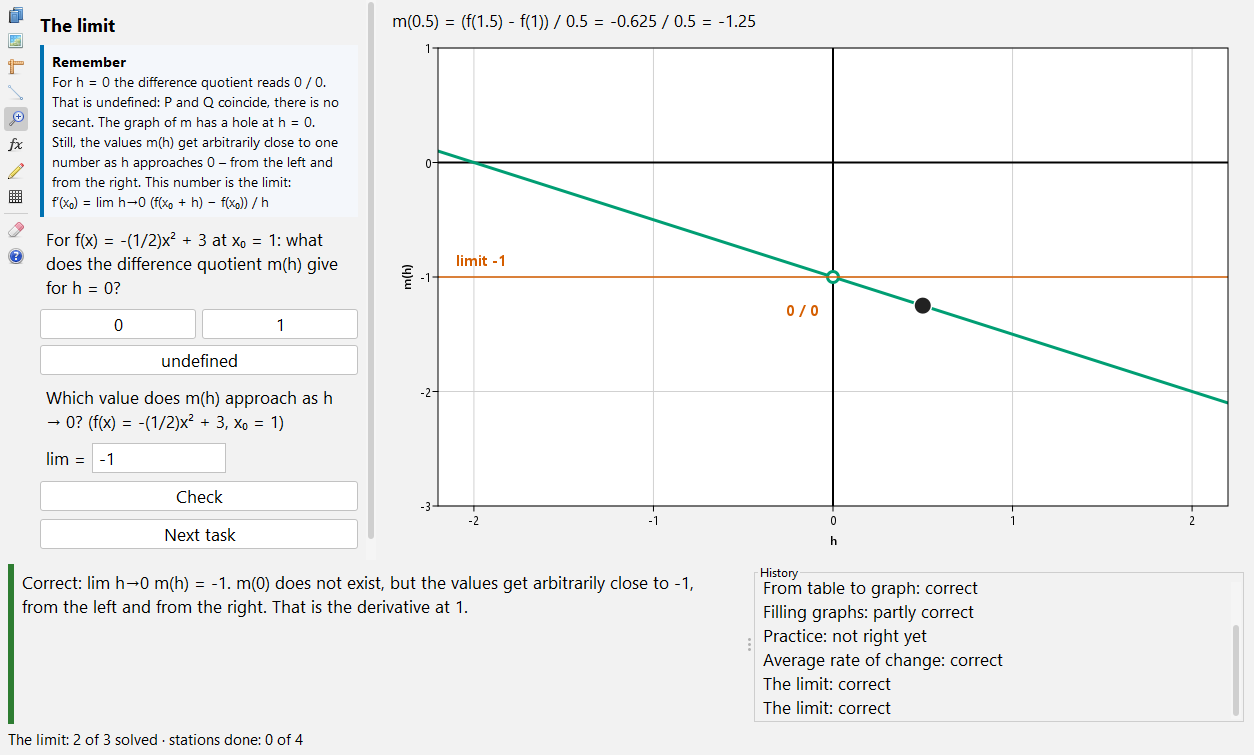 The limit
Remember
For h = 0 the difference quotient reads 0 / 0.
That is undefined: P and Q coincide, there is no
secant. The graph of m has a hole at h = 0.
Still, the values m(h) get arbitrarily close to one
number as h approaches 0 – from the left and
from the right. This number is the limit:
f'(x₀) = lim h→0 (f(x₀ + h) − f(x₀)) / h
For f(x) = -(1/2)x² + 3 at x₀ = 1: what
does the difference quotient m(h) give
for h = 0?
0
1
undefined
Which value does m(h) approach as h
→ 0? (f(x) = -(1/2)x² + 3, x₀ = 1)
lim = -1
Check
Next task
fx
?
m(0.5) = (f(1.5) - f(1)) / 0.5 = -0.625 / 0.5 = -1.25
1
0
-1
-2
-3
m(h)
limit -1
0 / 0
-2
-1
0
1
2
h
Correct: lim h→0 m(h) = -1. m(0) does not exist, but the values get arbitrarily close to -1,
from the left and from the right. That is the derivative at 1.
History
From table to graph: correct
Filling graphs: partly correct
Practice: not right yet
Average rate of change: correct
The limit: correct
The limit: correct
The limit: 2 of 3 solved · stations done: 0 of 4